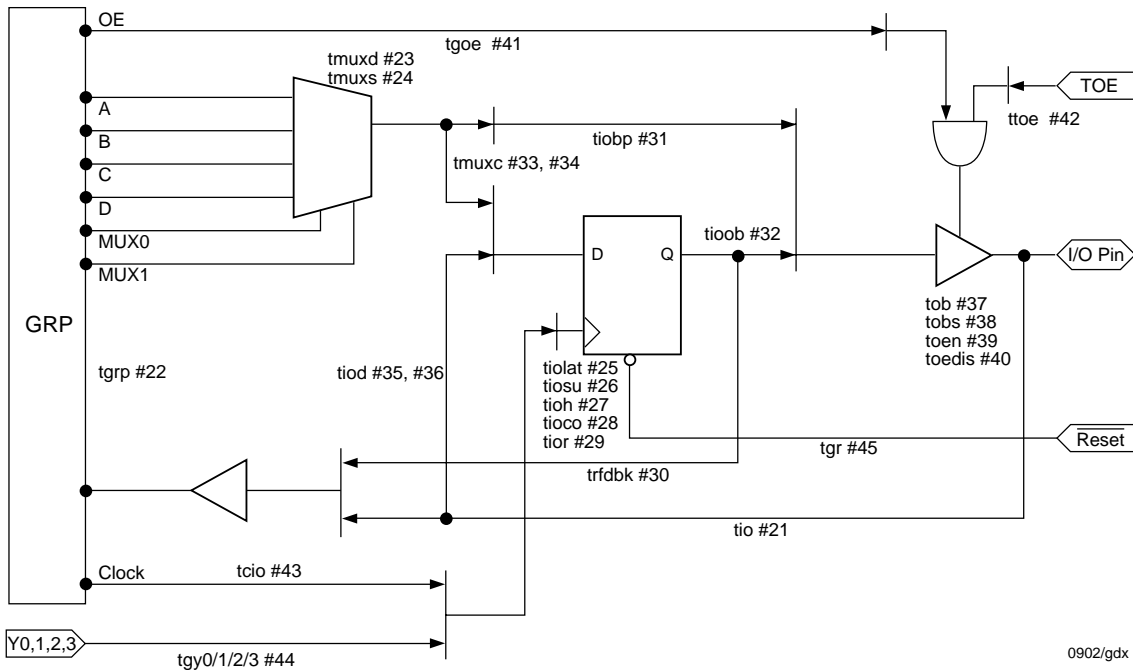 OE
tgoe #41
tmuxd #23
tmuxs #24
TOE
A
ttoe #42
B
tiobp #31
tmuxc #33, #34
C
D
MUX0
tioob #32
MUX1
D
Q
I/O Pin
GRP
tob #37
tobs #38
toen #39
toedis #40
tgrp #22
tiod #35, #36
tiolat #25
tiosu #26
tioh #27
tioco #28
tior #29
Reset
tgr #45
trfdbk #30
tio #21
Clock
tcio #43
Y0,1,2,3
tgy0/1/2/3 #44
0902/gdx